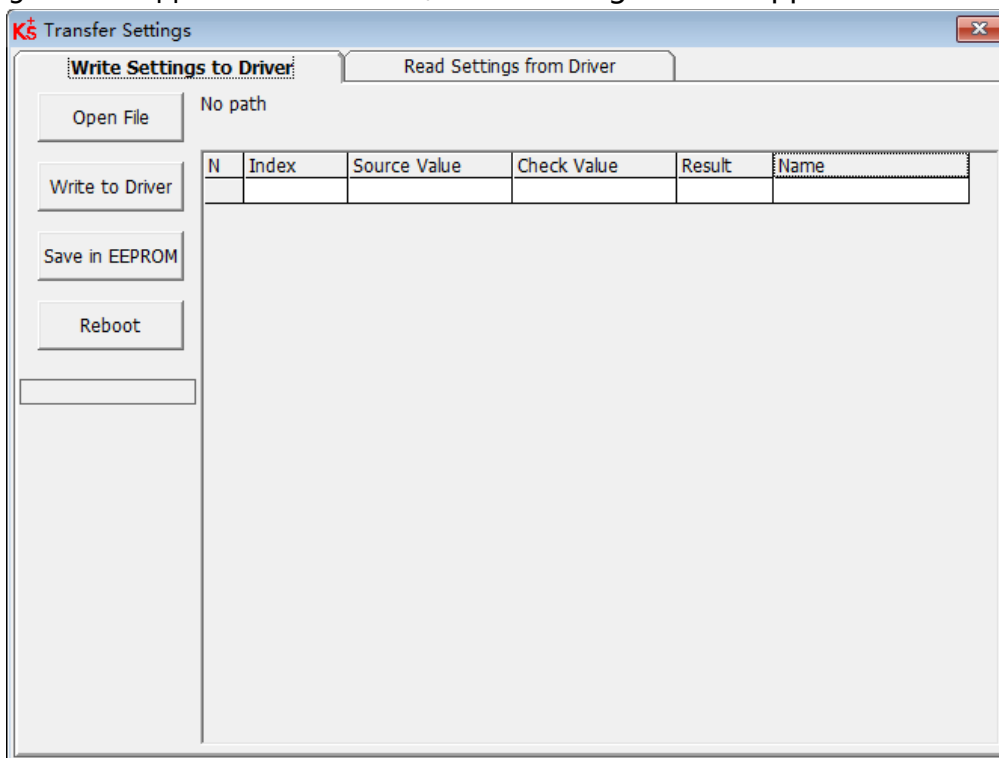 K̇s Transfer Settings
Write Settings to Driver Read Settings from Driver
Open File No path
N Index Source Value Check Value Result Name
Write to Driver
Save in EEPROM
Reboot